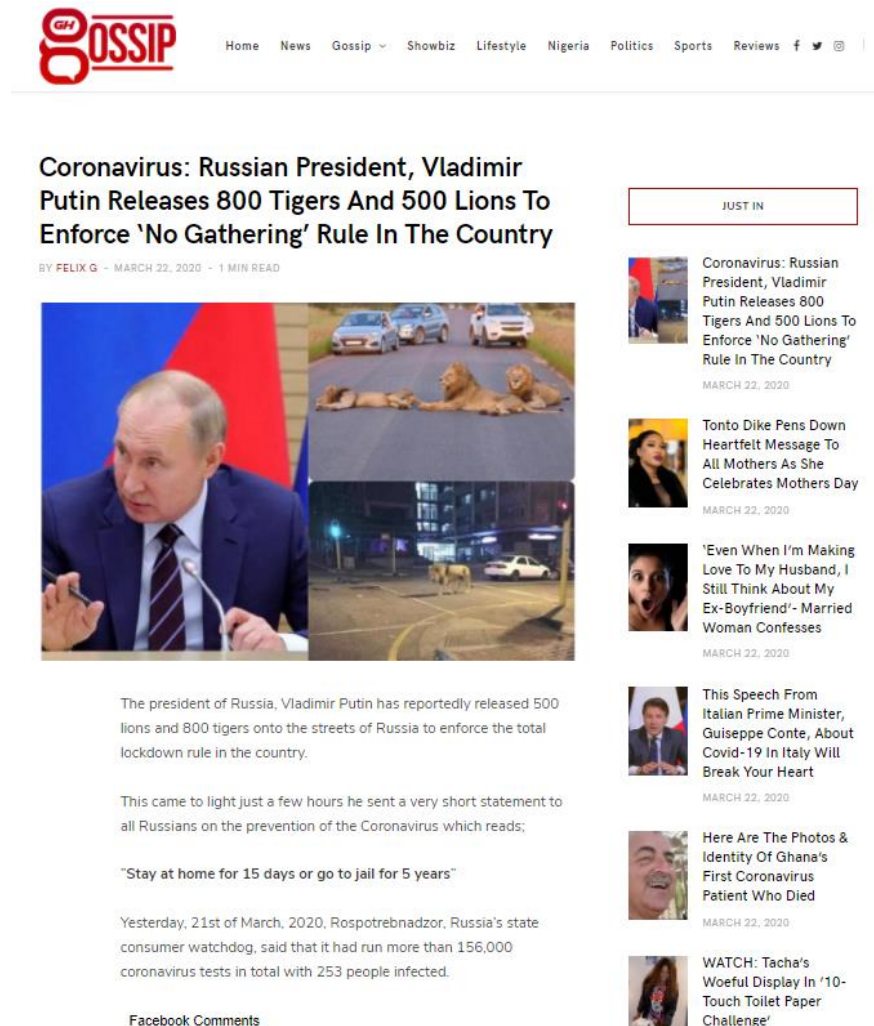 GH
GOSSIP
Home News Gossip Showbiz Lifestyle Nigeria Politics Sports Reviews
Coronavirus: Russian President, Vladimir
Putin Releases 800 Tigers And 500 Lions To
Enforce ‘No Gathering’ Rule In The Country
BY FELIX G - MARCH 22, 2020 - 1 MIN READ
The president of Russia, Vladimir Putin has reportedly released 500
lions and 800 tigers onto the streets of Russia to enforce the total
lockdown rule in the country.
This came to light just a few hours he sent a very short statement to
all Russians on the prevention of the Coronavirus which reads;
“Stay at home for 15 days or go to jail for 5 years”
Yesterday, 21st of March, 2020, Rospotrebnadzor, Russia’s state
consumer watchdog, said that it had run more than 156,000
coronavirus tests in total with 253 people infected.
Facebook Comments
JUST IN
Coronavirus: Russian
President, Vladimir
Putin Releases 800
Tigers And 500 Lions To
Enforce ‘No Gathering’
Rule In The Country
MARCH 22, 2020
Tonto Dike Pens Down
Heartfelt Message To
All Mothers As She
Celebrates Mothers Day
MARCH 22, 2020
‘Even When I’m Making
Love To My Husband, I
Still Think About My
Ex-Boyfriend’- Married
Woman Confesses
MARCH 22, 2020
This Speech From
Italian Prime Minister,
Guiseppe Conte, About
Covid-19 In Italy Will
Break Your Heart
MARCH 22, 2020
Here Are The Photos &
Identity Of Ghana’s
First Coronavirus
Patient Who Died
MARCH 22, 2020
WATCH: Tacha’s
Woeful Display In ‘10-
Touch Toilet Paper
Challenge’